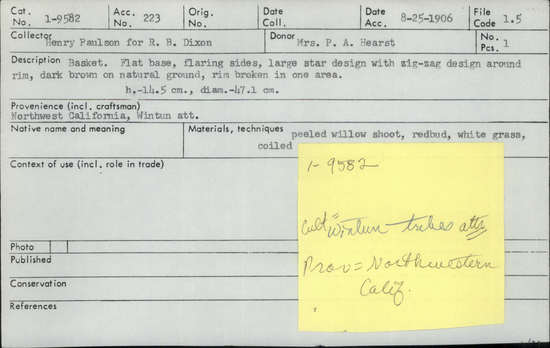 Cat. No. 1-9582 Acc. No. 223 Orig. No. Date Coll. Date Acc. 8-25-1906 File Code 1.5
Collector Henry Paulson for R. B. Dixon Donor Mrs. P. A. Hearst No. Pcs. 1
Description Basket. Flat base, flaring sides, large star design with zig-zag design around
rim, dark brown on natural ground, rim broken in one area.
h.-14.5 cm., diam.-47.1 cm.
Provenience (incl. craftsman)
Northwest California, Wintun att.
Native name and meaning Materials, techniques peeled willow shoot, redbud, white grass,
coiled
Context of use (incl. role in trade)
1-9582
Cult = Wintun tribes attr
Prov = Northwestern
Calif.
Photo
Published
Conservation
References